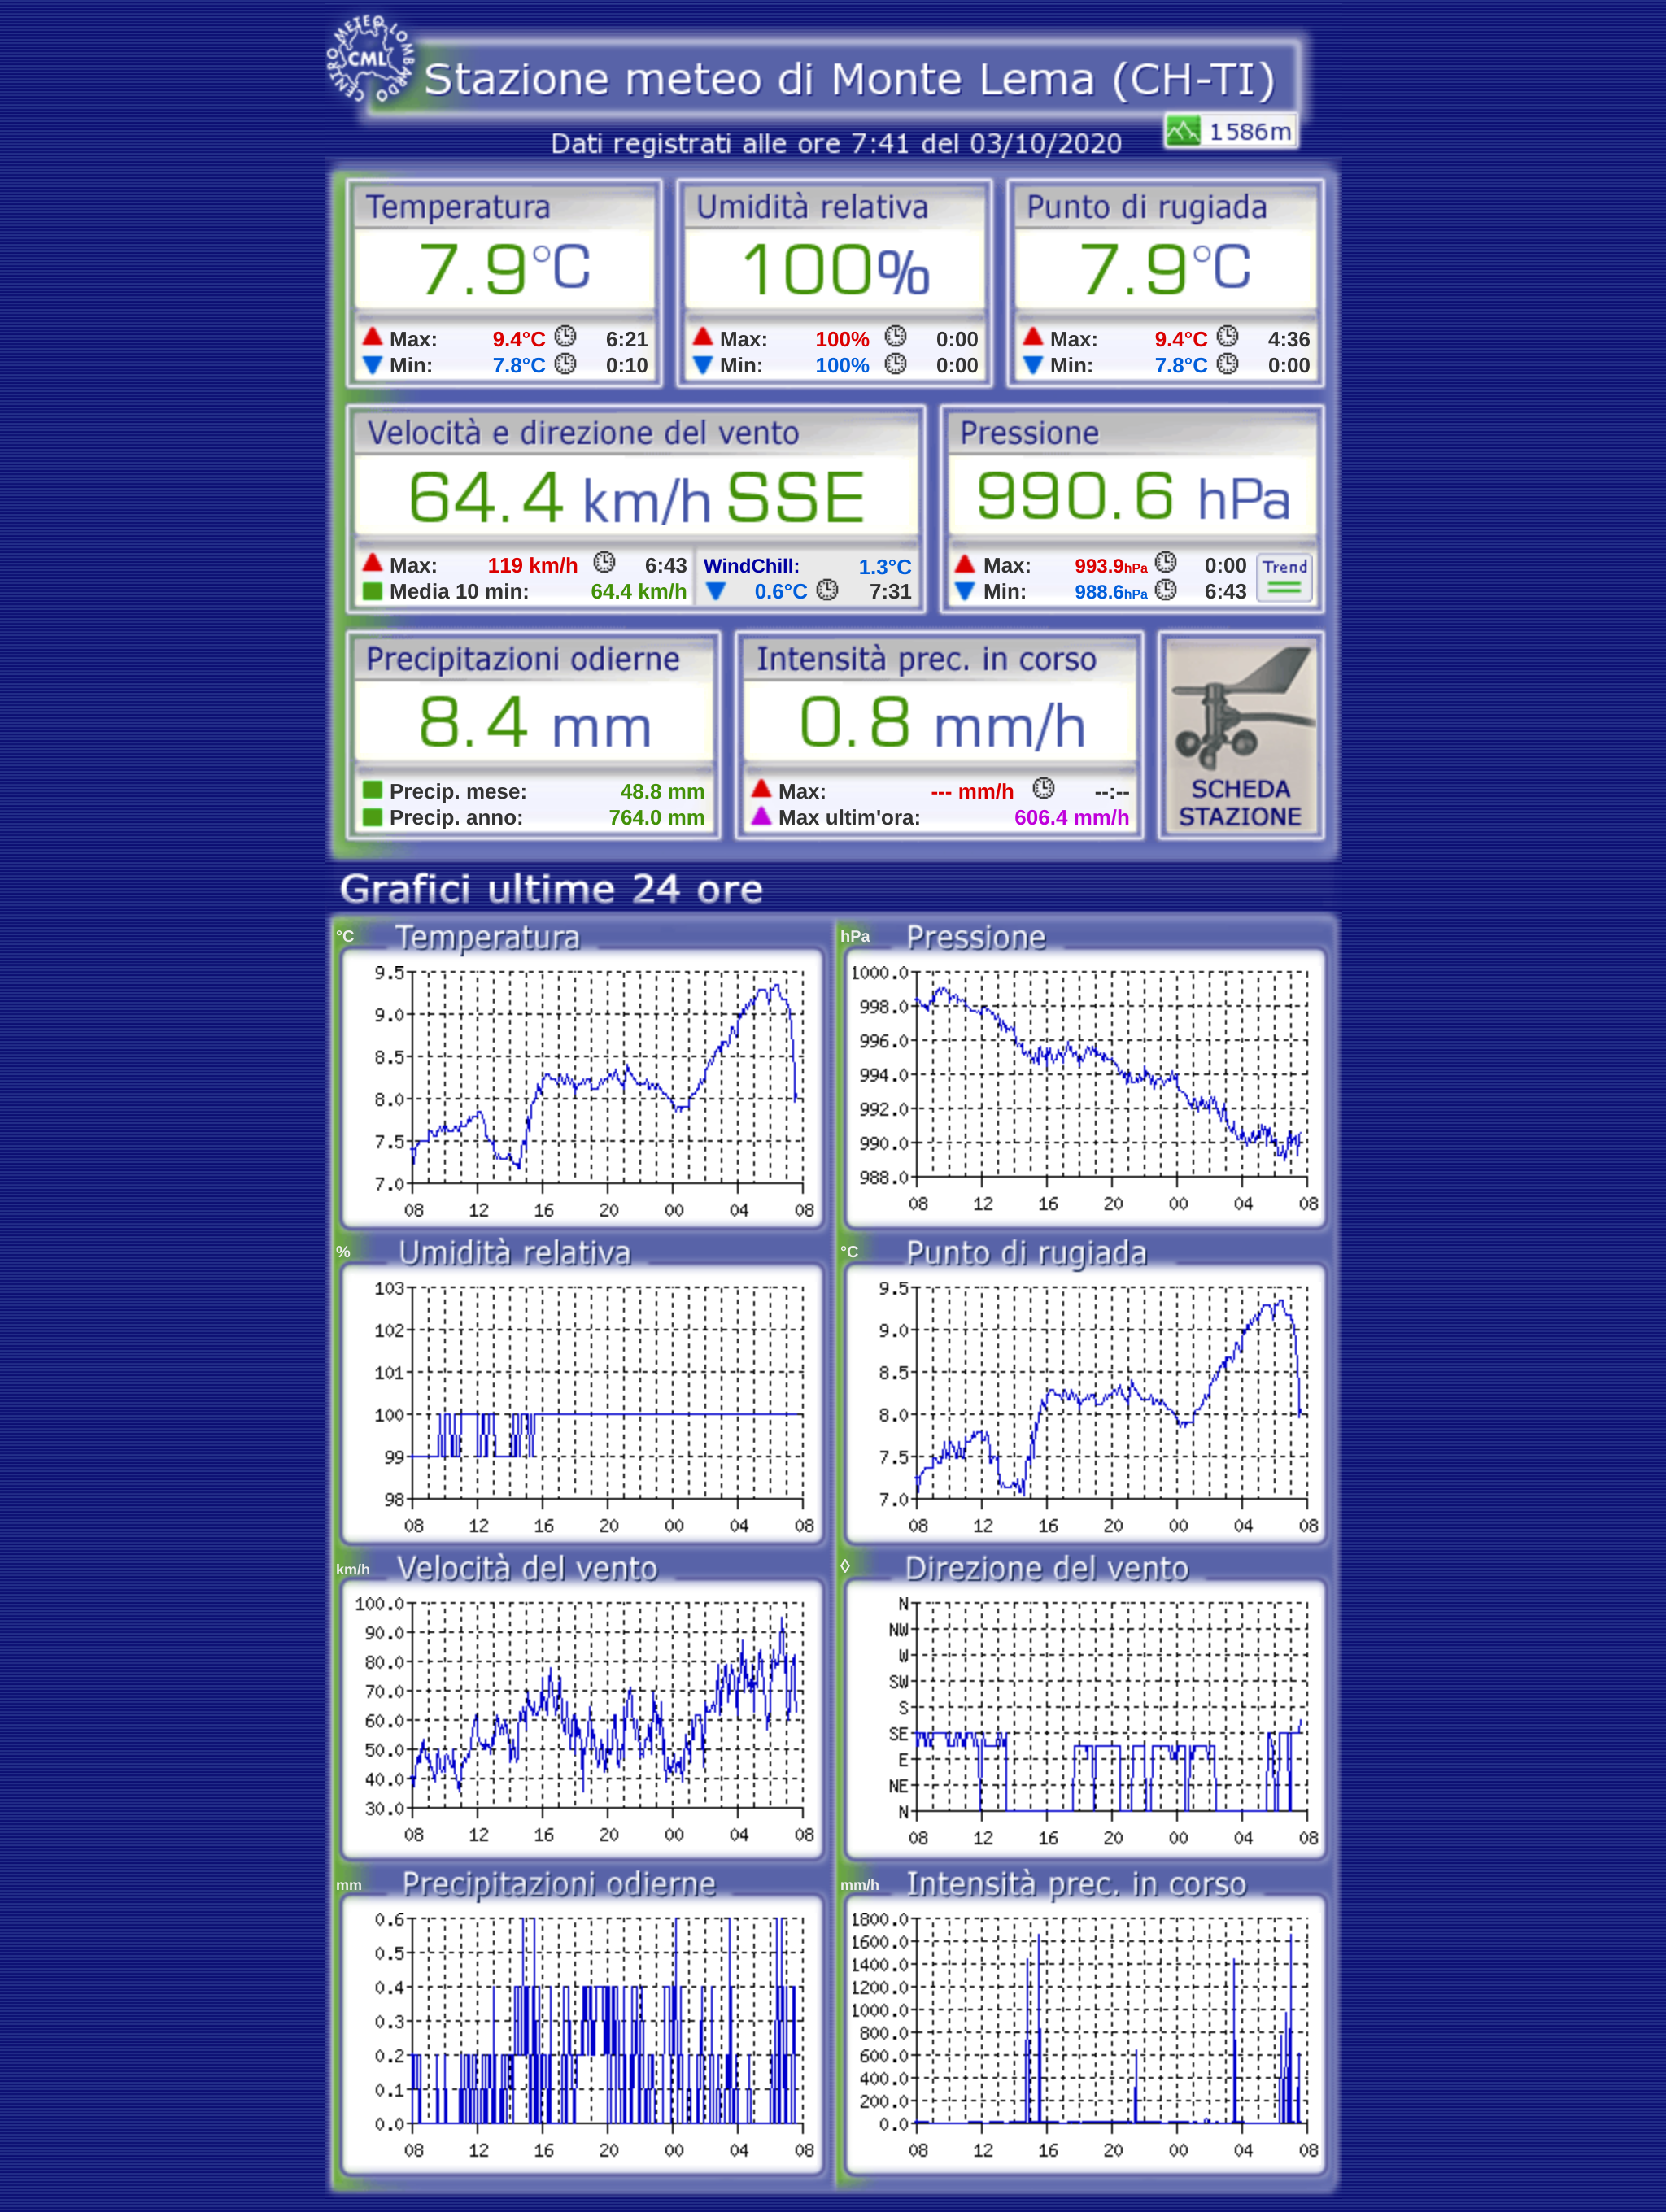 CENTRO METEO LOMBARDO
CML
Stazione meteo di Monte Lema (CH-TI)
1586m
Dati registrati alle ore 7:41 del 03/10/2020
Temperatura
7.9°C
Max: 9.4°C 6:21
Min: 7.8°C 0:10
Umidità relativa
100%
Max: 100% 0:00
Min: 100% 0:00
Punto di rugiada
7.9°C
Max: 9.4°C 4:36
Min: 7.8°C 0:00
Velocità e direzione del vento
64.4 km/h SSE
Max: 119 km/h 6:43
Media 10 min: 64.4 km/h
WindChill: 1.3°C
0.6°C 7:31
Pressione
990.6 hPa
Max: 993.9hPa 0:00
Min: 988.6hPa 6:43
Trend
Precipitazioni odierne
8.4 mm
Precip. mese: 48.8 mm
Precip. anno: 764.0 mm
Intensità prec. in corso
0.8 mm/h
Max: --- mm/h --:--
Max ultim'ora: 606.4 mm/h
SCHEDA
STAZIONE
Grafici ultime 24 ore
°C Temperatura
9.5
9.0
8.5
8.0
7.5
7.0
08 12 16 20 00 04 08
hPa Pressione
1000.0
998.0
996.0
994.0
992.0
990.0
988.0
08 12 16 20 00 04 08
% Umidità relativa
103
102
101
100
99
98
08 12 16 20 00 04 08
°C Punto di rugiada
9.5
9.0
8.5
8.0
7.5
7.0
08 12 16 20 00 04 08
km/h Velocità del vento
100.0
90.0
80.0
70.0
60.0
50.0
40.0
30.0
08 12 16 20 00 04 08
◊ Direzione del vento
N
NW
W
SW
S
SE
E
NE
N
08 12 16 20 00 04 08
mm Precipitazioni odierne
0.6
0.5
0.4
0.3
0.2
0.1
0.0
08 12 16 20 00 04 08
mm/h Intensità prec. in corso
1800.0
1600.0
1400.0
1200.0
1000.0
800.0
600.0
400.0
200.0
0.0
08 12 16 20 00 04 08